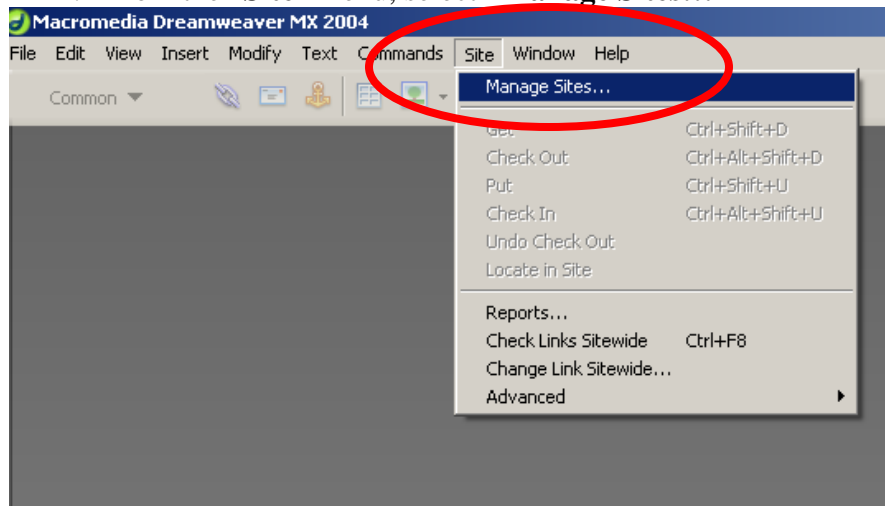 Macromedia Dreamweaver MX 2004
File Edit View Insert Modify Text Commands Site Window Help
Common
Manage Sites...
Get Ctrl+Shift+D
Check Out Ctrl+Alt+Shift+D
Put Ctrl+Shift+U
Check In Ctrl+Alt+Shift+U
Undo Check Out
Locate in Site
Reports...
Check Links Sitewide Ctrl+F8
Change Link Sitewide...
Advanced